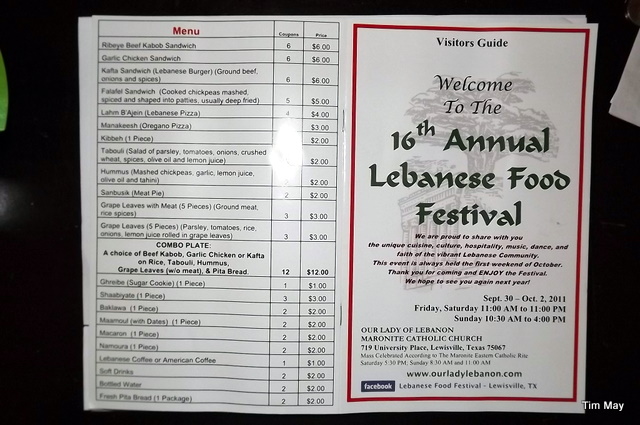 Menu Coupons Price
Ribeye Beef Kabob Sandwich 6 $6.00
Garlic Chicken Sandwich 6 $6.00
Kafta Sandwich (Lebanese Burger) (Ground beef,
onions and spices) 6 $6.00
Falafel Sandwich (Cooked chickpeas mashed,
spiced and shaped into patties, usually deep fried) 5 $5.00
Lahm B'Ajein (Lebanese Pizza) 4 $4.00
Manakeesh (Oregano Pizza) $3.00
Kibbeh (1 Piece) $2.00
Tabouli (Salad of parsley, tomatoes, onions, crushed
wheat, spices, olive oil and lemon juice) $2.00
Hummus (Mashed chickpeas, garlic, lemon juice,
olive oil and tahini) 2 $2.00
Sanbusik (Meat Pie) 2 $2.00
Grape Leaves with Meat (5 Pieces) (Ground meat,
rice spices) 3 $3.00
Grape Leaves (5 Pieces) (Parsley, tomatoes, rice,
onions, lemon juice rolled in grape leaves) 3 $3.00
COMBO PLATE:
A choice of Beef Kabob, Garlic Chicken or Kafta
on Rice, Tabouli, Hummus,
Grape Leaves (w/o meat), & Pita Bread 12 $12.00
Ghreibe (Sugar Cookie) (1 Piece) 1 $1.00
Shaabiyate (1 Piece) 3 $3.00
Baklawa (1 Piece) 2 $2.00
Maamoul (with Dates) (1 Piece) 2 $2.00
Macaron (1 Piece) 2 $2.00
Namoura (1 Piece) 2 $2.00
Lebanese Coffee or American Coffee 1 $1.00
Soft Drinks 2 $2.00
Bottled Water 2 $2.00
Fresh Pita Bread (1 Package) 2 $2.00
Visitors Guide
Welcome
To The
16th Annual
Lebanese Food
Festival
We are proud to share with you
the unique cuisine, culture, hospitality, music, dance, and
faith of the vibrant Lebanese Community.
This event is always held the first weekend of October.
Thank you for coming and ENJOY the Festival.
We hope to see you again next year!
Sept. 30 – Oct. 2, 2011
Friday, Saturday 11:00 AM to 11:00 PM
Sunday 10:30 AM to 4:00 PM
OUR LADY OF LEBANON
MARONITE CATHOLIC CHURCH
719 University Place, Lewisville, Texas 75067
Mass Celebrated According to The Maronite Eastern Catholic Rite
Saturday 5:30 PM; Sunday 8:30 AM and 11:00 AM
www.ourladylebanon.com
facebook Lebanese Food Festival - Lewisville, TX
Tim May